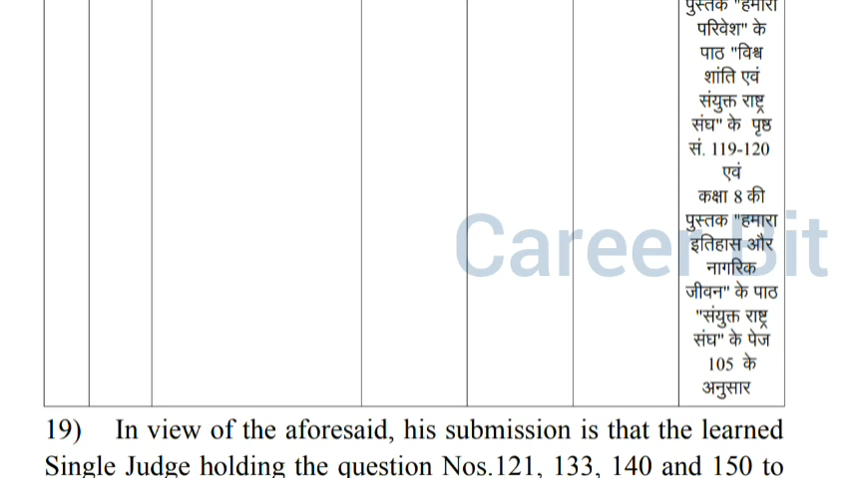 पुस्तक "हमारा
परिवेश" के
पाठ "विश्व
शांति एवं
संयुक्त राष्ट्र
संघ" के पृष्ठ
सं. 119-120
एवं
कक्षा 8 की
पुस्तक "हमारा
इतिहास और
नागरिक
जीवन" के पाठ
"संयुक्त राष्ट्र
संघ" के पेज
105 के
अनुसार
Career Bit
19) In view of the aforesaid, his submission is that the learned
Single Judge holding the question Nos.121, 133, 140 and 150 to